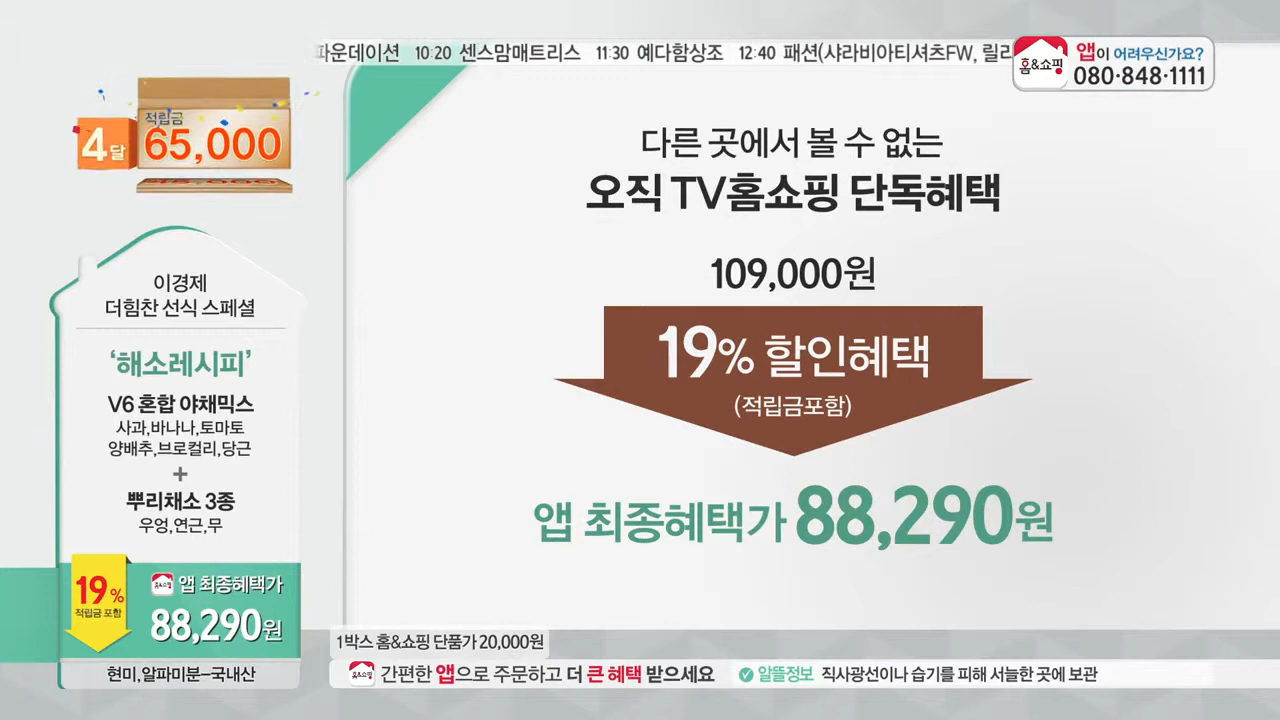 파운데이션 10:20 센스맘매트리스 11:30 예다함상조 12:40 패션(샤라비아티셔츠FW, 릴리
홈&쇼핑
앱이 어려우신가요?
080·848·1111
4달
적립금
65,000
다른 곳에서 볼 수 없는
오직 TV홈쇼핑 단독혜택
109,000원
19% 할인혜택
(적립금포함)
앱 최종혜택가 88,290원
이경제
더힘찬 선식 스페셜
‘해소레시피’
V6 혼합 야채믹스
사과,바나나,토마토
양배추,브로컬리,당근
+
뿌리채소 3종
우엉,연근,무
19%
적립금 포함
홈&쇼핑 앱 최종혜택가
88,290원
현미,알파미분-국내산
1박스 홈&쇼핑 단품가 20,000원
홈&쇼핑 간편한 앱으로 주문하고 더 큰 혜택 받으세요
알뜰정보 직사광선이나 습기를 피해 서늘한 곳에 보관